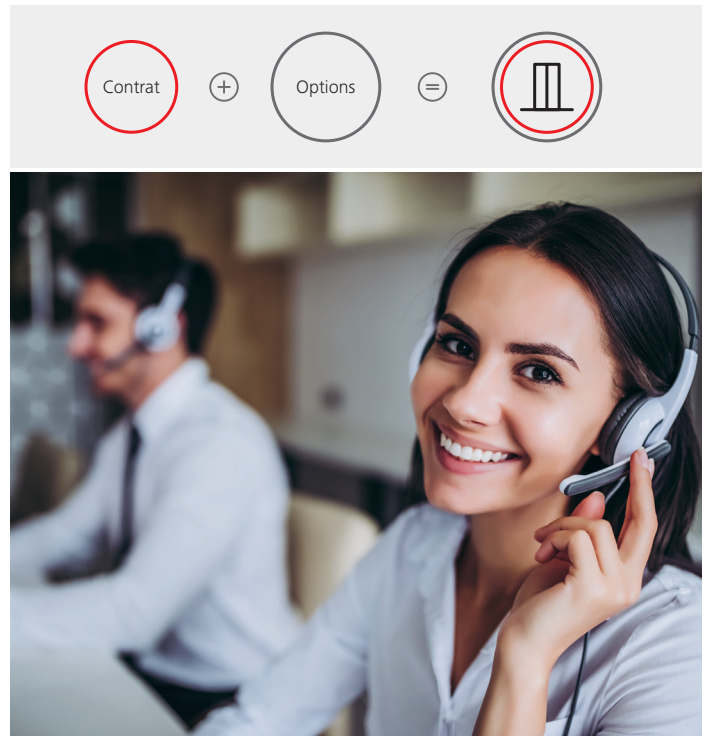 Contrat + Options =